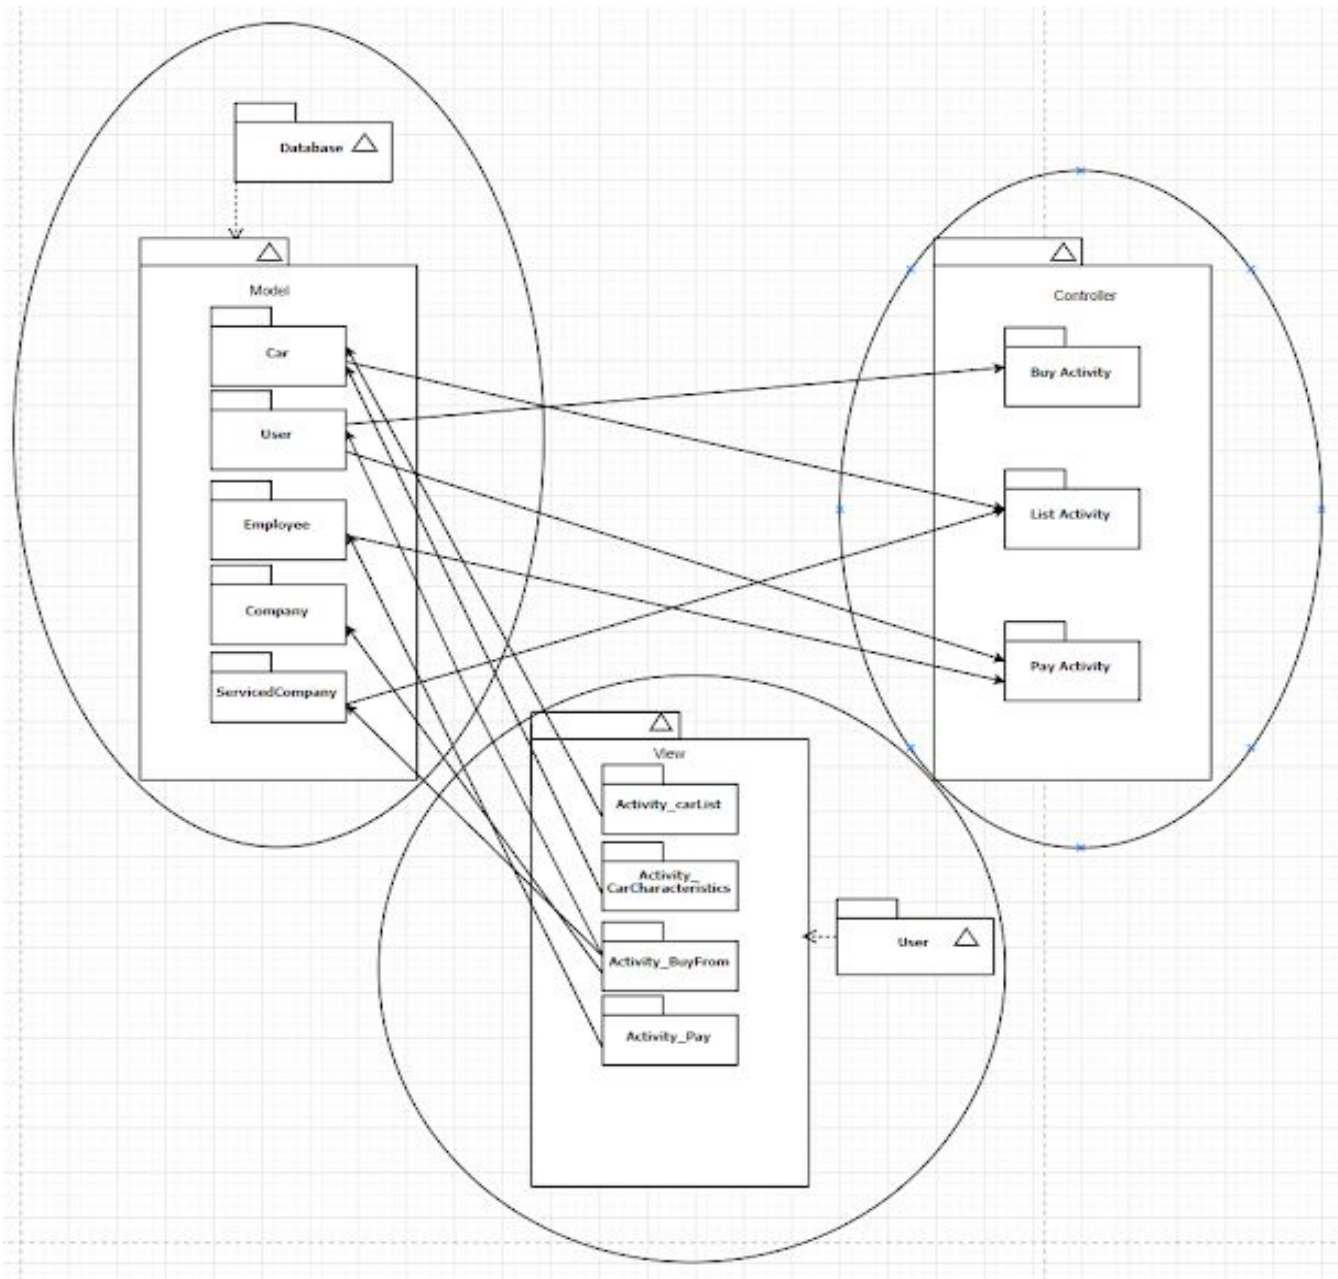 Database
Model
Car
User
Employee
Company
ServicedCompany
Controller
Buy Activity
List Activity
Pay Activity
View
Activity_carList
Activity_
CarCharacteristics
Activity_BuyFrom
Activity_Pay
User